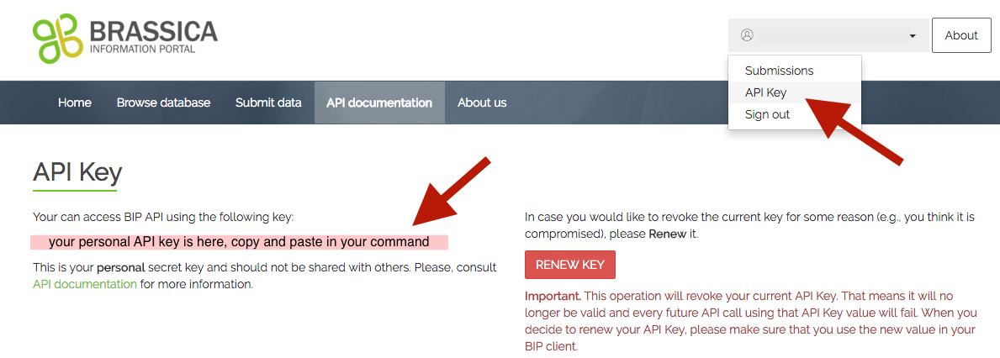 BRASSICA
INFORMATION PORTAL
About
Submissions
API Key
Sign out
Home Browse database Submit data API documentation About us
API Key
Your can access BIP API using the following key:
your personal API key is here, copy and paste in your command
This is your personal secret key and should not be shared with others. Please, consult
API documentation for more information.
In case you would like to revoke the current key for some reason (e.g., you think it is
compromised), please Renew it.
RENEW KEY
Important. This operation will revoke your current API Key. That means it will no
longer be valid and every future API call using that API Key value will fail. When you
decide to renew your API Key, please make sure that you use the new value in your
BIP client.